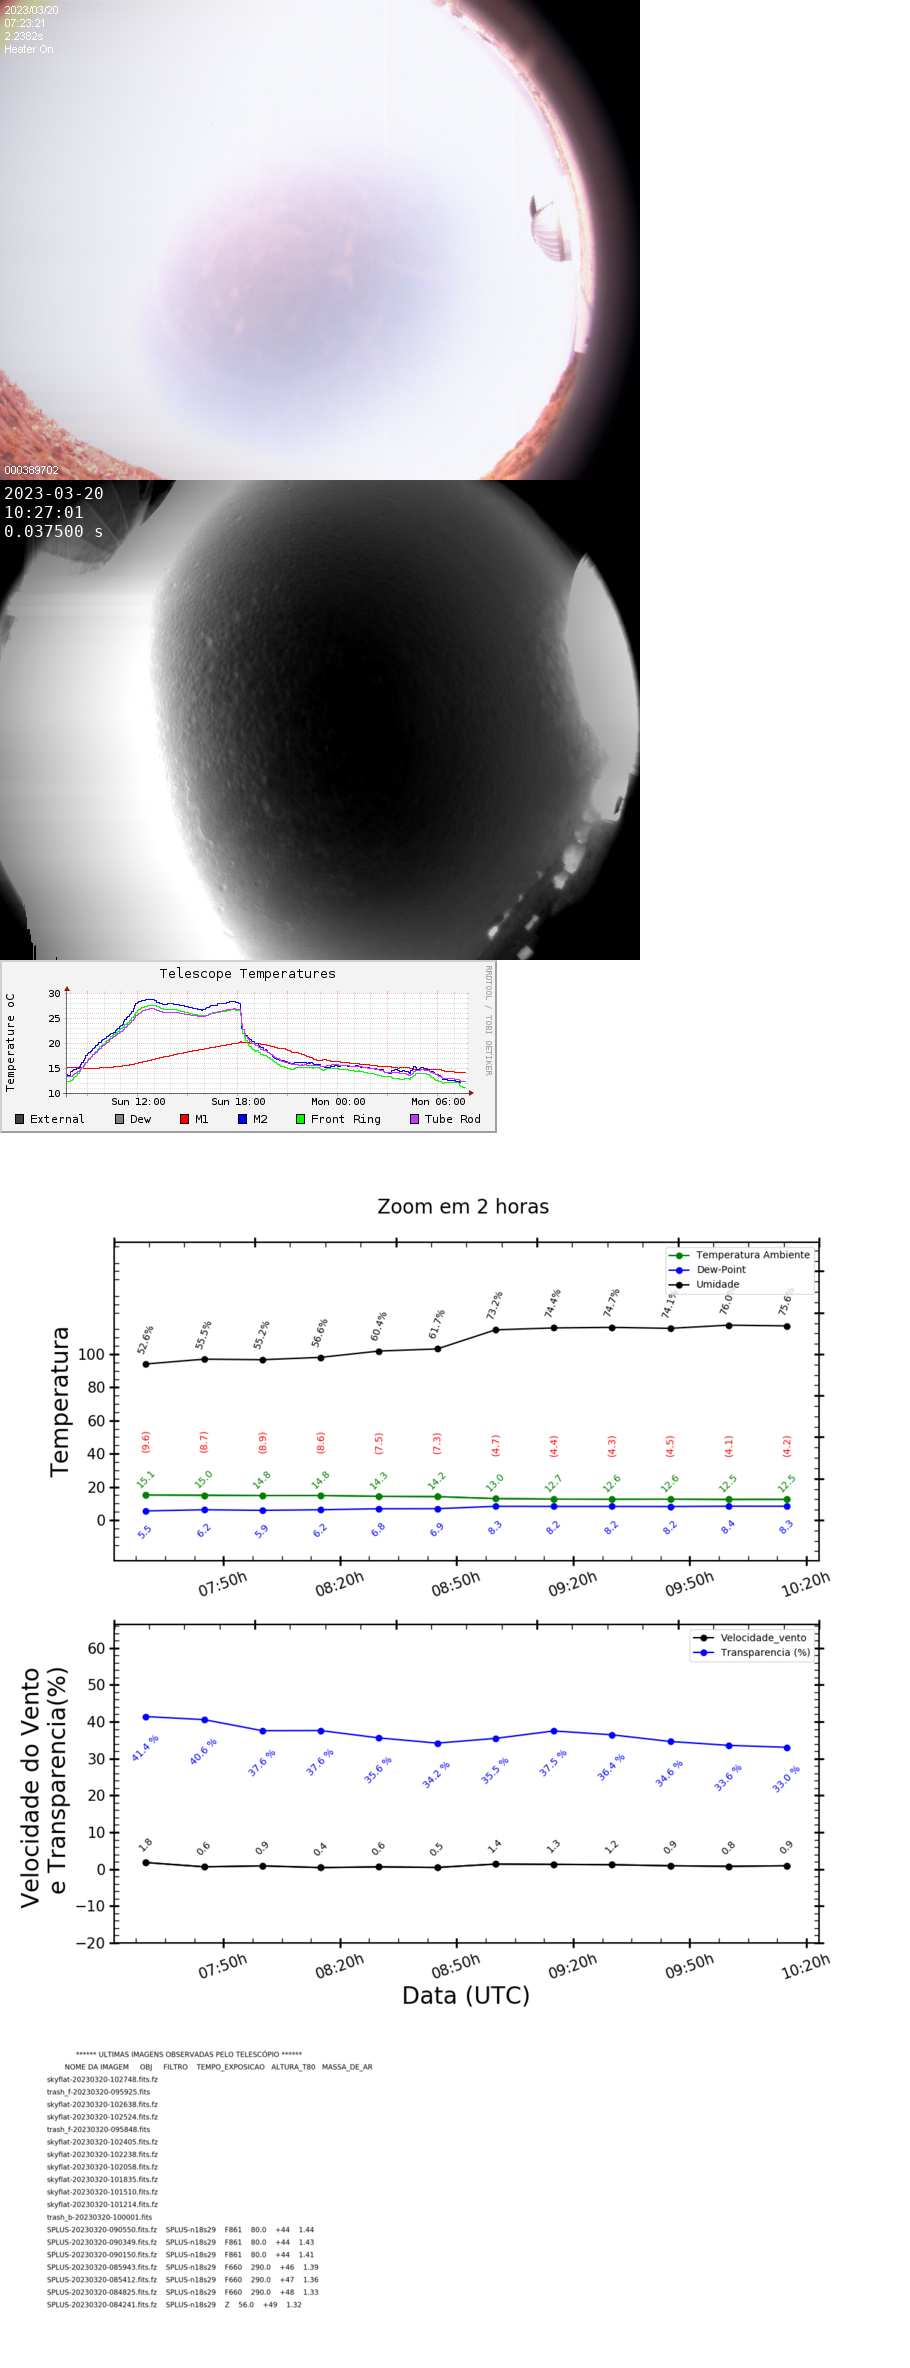 2023/03/20
07:23:21
2.2382s
Heater On
000389702
2023-03-20
10:27:01
0.037500 s
Telescope Temperatures
RRDTOOL / TOBI OETIKER
Temperature oC
30
25
20
15
10
Sun 12:00 Sun 18:00 Mon 00:00 Mon 06:00
External Dew M1 M2 Front Ring Tube Rod
Zoom em 2 horas
Temperatura Ambiente
Dew-Point
Umidade
52.6% 55.5% 55.2% 56.6% 60.4% 61.7% 73.2% 74.4% 74.7% 74.1% 76.0 75.6
Temperatura
100
80
60
40
20
0
(9.6) (8.7) (8.9) (8.6) (7.5) (7.3) (4.7) (4.4) (4.3) (4.5) (4.1) (4.2)
15.1 15.0 14.8 14.8 14.3 14.2 13.0 12.7 12.6 12.6 12.5 12.5
5.5 6.2 5.9 6.2 6.8 6.9 8.3 8.2 8.2 8.2 8.4 8.3
07:50h 08:20h 08:50h 09:20h 09:50h 10:20h
Velocidade_vento
Transparencia (%)
Velocidade do Vento
e Transparencia(%)
60
50
40
30
20
10
0
−10
−20
41.4 % 40.6 % 37.6 % 37.6 % 35.6 % 34.2 % 35.5 % 37.5 % 36.4 % 34.6 % 33.6 % 33.0 %
1.8 0.6 0.9 0.4 0.6 0.5 1.4 1.3 1.2 0.9 0.8 0.9
07:50h 08:20h 08:50h 09:20h 09:50h 10:20h
Data (UTC)
****** ULTIMAS IMAGENS OBSERVADAS PELO TELESCÓPIO ******
NOME DA IMAGEM OBJ FILTRO TEMPO_EXPOSICAO ALTURA_T80 MASSA_DE_AR
skyflat-20230320-102748.fits.fz
trash_f-20230320-095925.fits
skyflat-20230320-102638.fits.fz
skyflat-20230320-102524.fits.fz
trash_f-20230320-095848.fits
skyflat-20230320-102405.fits.fz
skyflat-20230320-102238.fits.fz
skyflat-20230320-102058.fits.fz
skyflat-20230320-101835.fits.fz
skyflat-20230320-101510.fits.fz
skyflat-20230320-101214.fits.fz
trash_b-20230320-100001.fits
SPLUS-20230320-090550.fits.fz SPLUS-n18s29 F861 80.0 +44 1.44
SPLUS-20230320-090349.fits.fz SPLUS-n18s29 F861 80.0 +44 1.43
SPLUS-20230320-090150.fits.fz SPLUS-n18s29 F861 80.0 +44 1.41
SPLUS-20230320-085943.fits.fz SPLUS-n18s29 F660 290.0 +46 1.39
SPLUS-20230320-085412.fits.fz SPLUS-n18s29 F660 290.0 +47 1.36
SPLUS-20230320-084825.fits.fz SPLUS-n18s29 F660 290.0 +48 1.33
SPLUS-20230320-084241.fits.fz SPLUS-n18s29 Z 56.0 +49 1.32